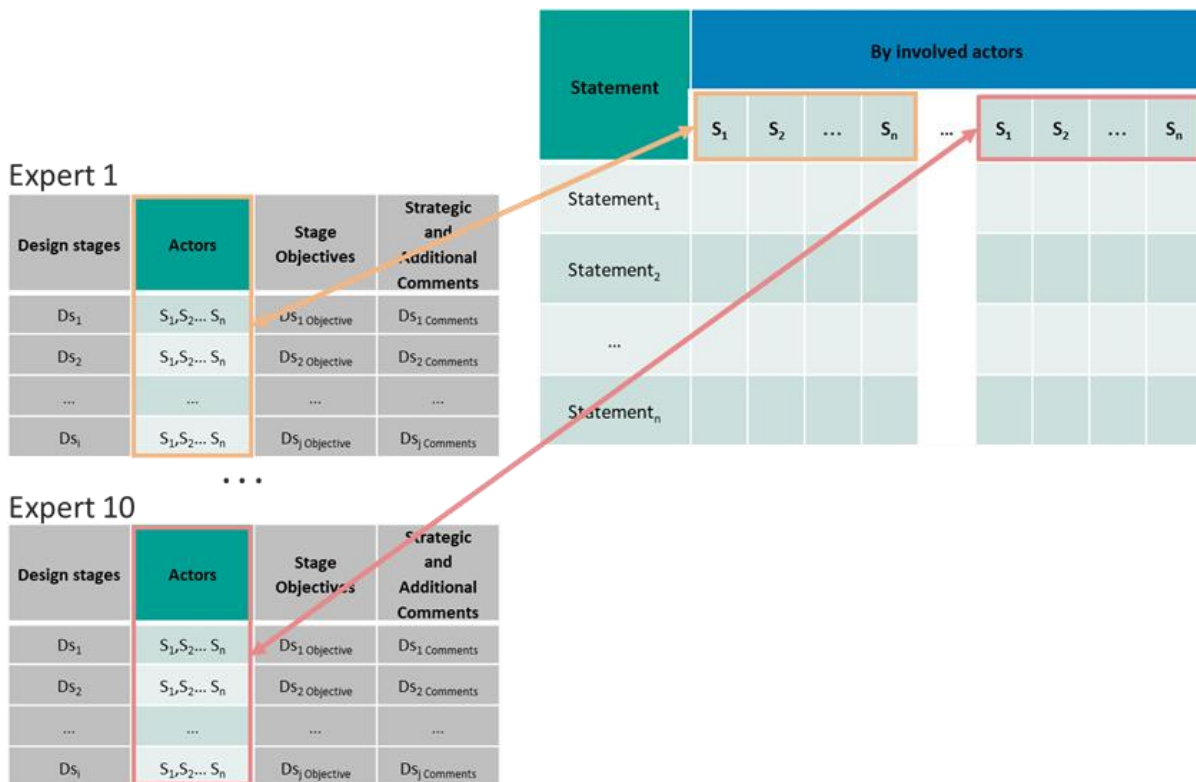 Statement
By involved actors
S₁ S₂ … Sₙ ... S₁ S₂ … Sₙ
Statement₁
Statement₂
...
Statementₙ
Expert 1
Design stages
Actors
Stage
Objectives
Strategic
and
Additional
Comments
Ds₁ S₁,S₂... Sₙ Ds₁ Objective Ds₁ Comments
Ds₂ S₁,S₂... Sₙ Ds₂ Objective Ds₂ Comments
... ... ... ...
Dsᵢ S₁,S₂... Sₙ Dsⱼ Objective Dsⱼ Comments
...
Expert 10
Design stages
Actors
Stage
Objectives
Strategic
and
Additional
Comments
Ds₁ S₁,S₂... Sₙ Ds₁ Objective Ds₁ Comments
Ds₂ S₁,S₂... Sₙ Ds₂ Objective Ds₂ Comments
... ... ... ...
Dsᵢ S₁,S₂... Sₙ Dsⱼ Objective Dsⱼ Comments